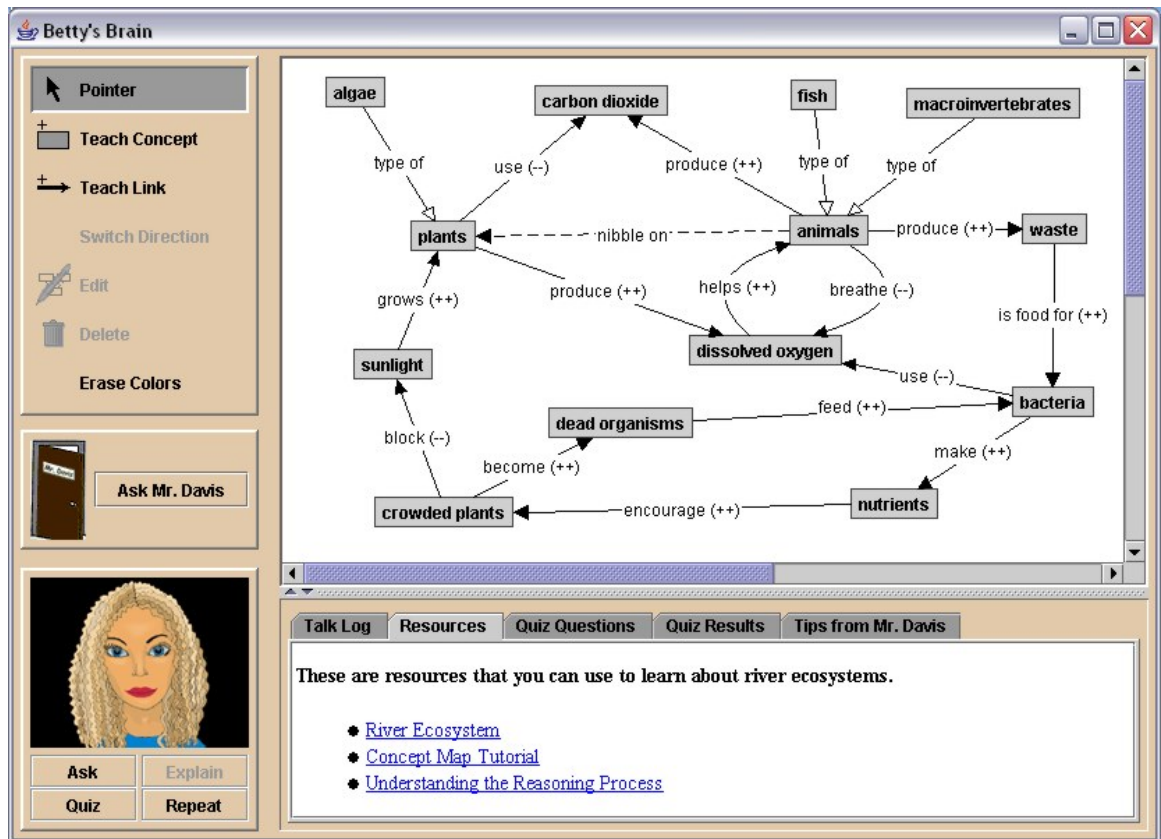 Betty's Brain
Pointer
Teach Concept
Teach Link
Switch Direction
Edit
Delete
Erase Colors
Mr. Davis
Ask Mr. Davis
Ask
Explain
Quiz
Repeat
algae
carbon dioxide
fish
macroinvertebrates
type of
use (--)
produce (++)
type of
type of
plants
nibble on
animals
produce (++)
waste
grows (++)
produce (++)
helps (++)
breathe (--)
is food for (++)
sunlight
dissolved oxygen
use (--)
bacteria
block (--)
dead organisms
feed (++)
become (++)
make (++)
crowded plants
encourage (++)
nutrients
Talk Log
Resources
Quiz Questions
Quiz Results
Tips from Mr. Davis
These are resources that you can use to learn about river ecosystems.
River Ecosystem
Concept Map Tutorial
Understanding the Reasoning Process